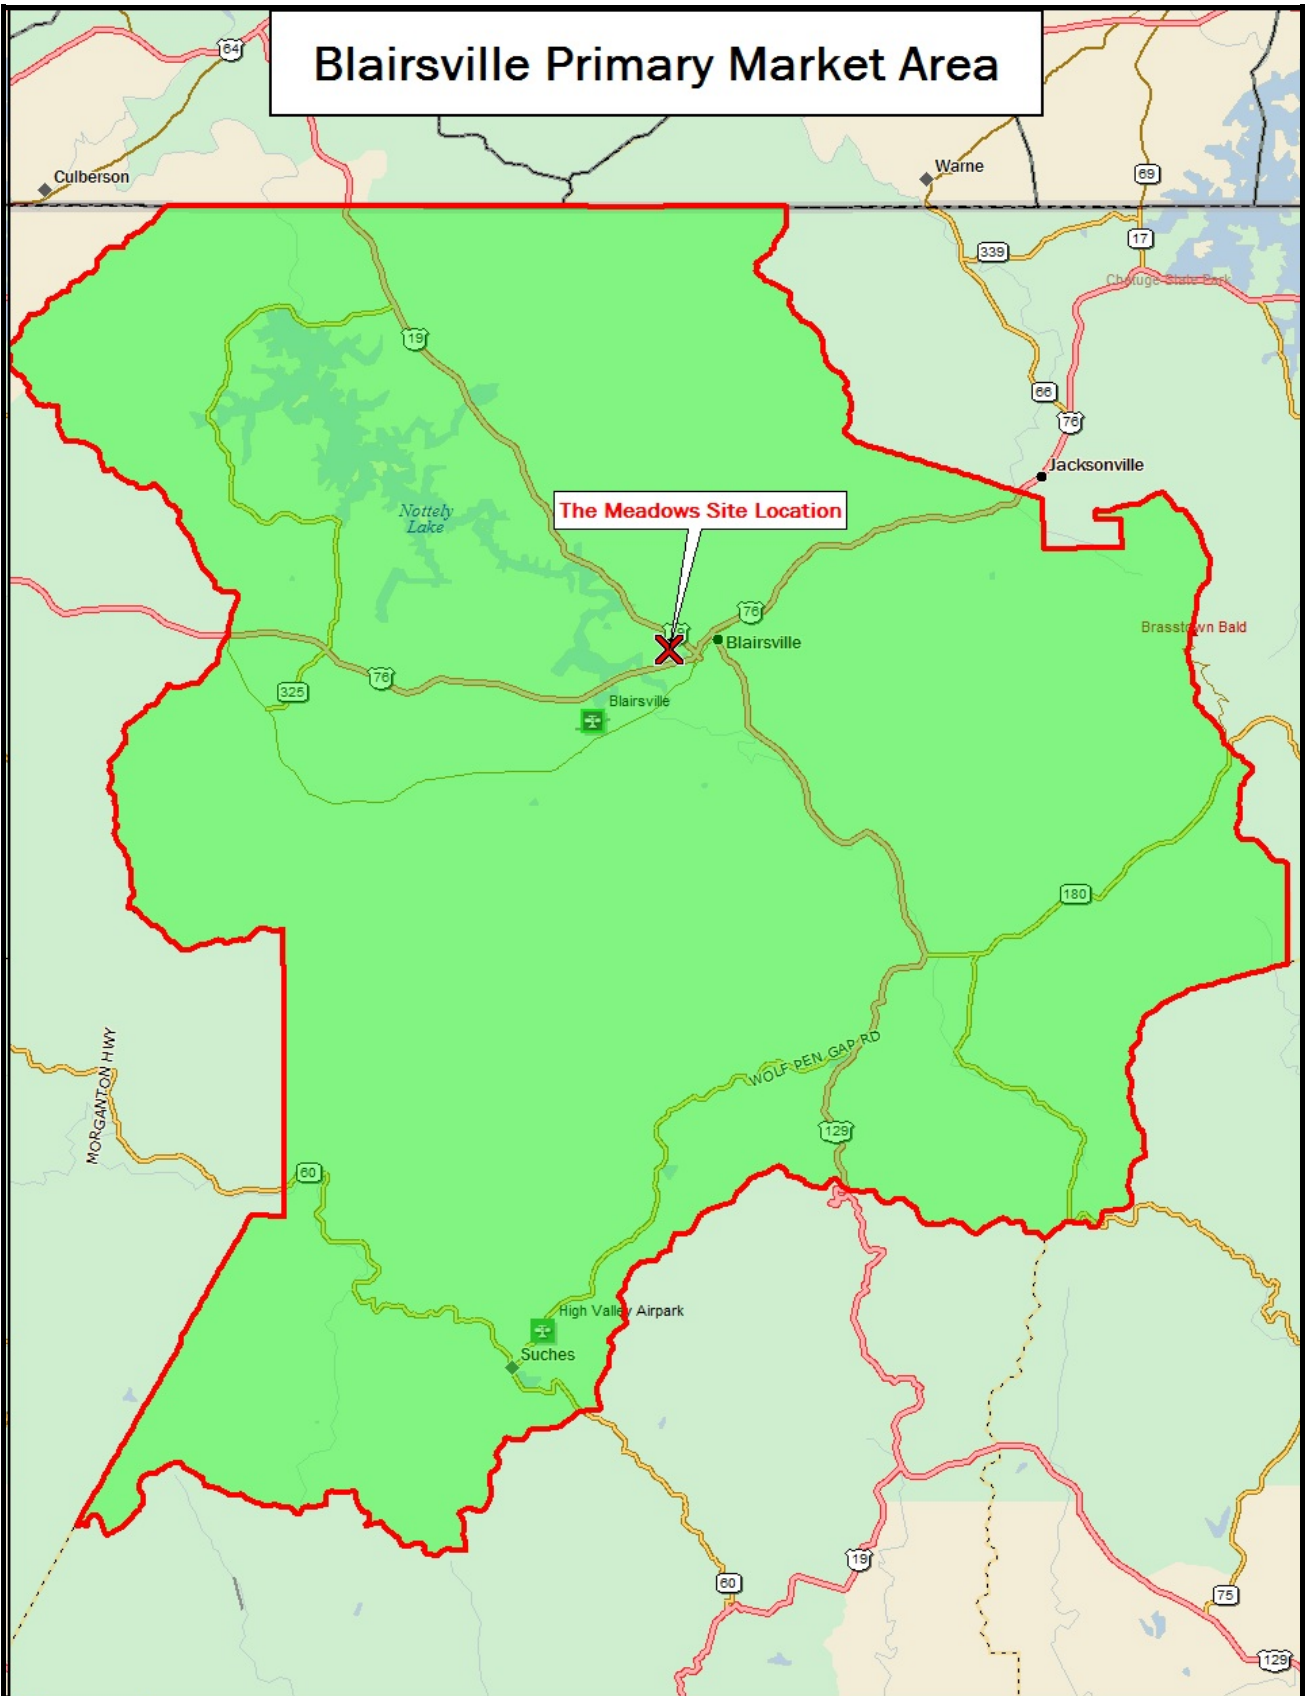 Blairsville Primary Market Area
64
Culberson
Warne
69
17
339
Chatuge State Park
19
66
76
Jacksonville
Nottely
Lake
The Meadows Site Location
76
Blairsville
Brasstown Bald
76
325
Blairsville
180
MORGANTON HWY
WOLF PEN GAP RD
129
60
High Valley Airpark
Suches
19
60
75
129